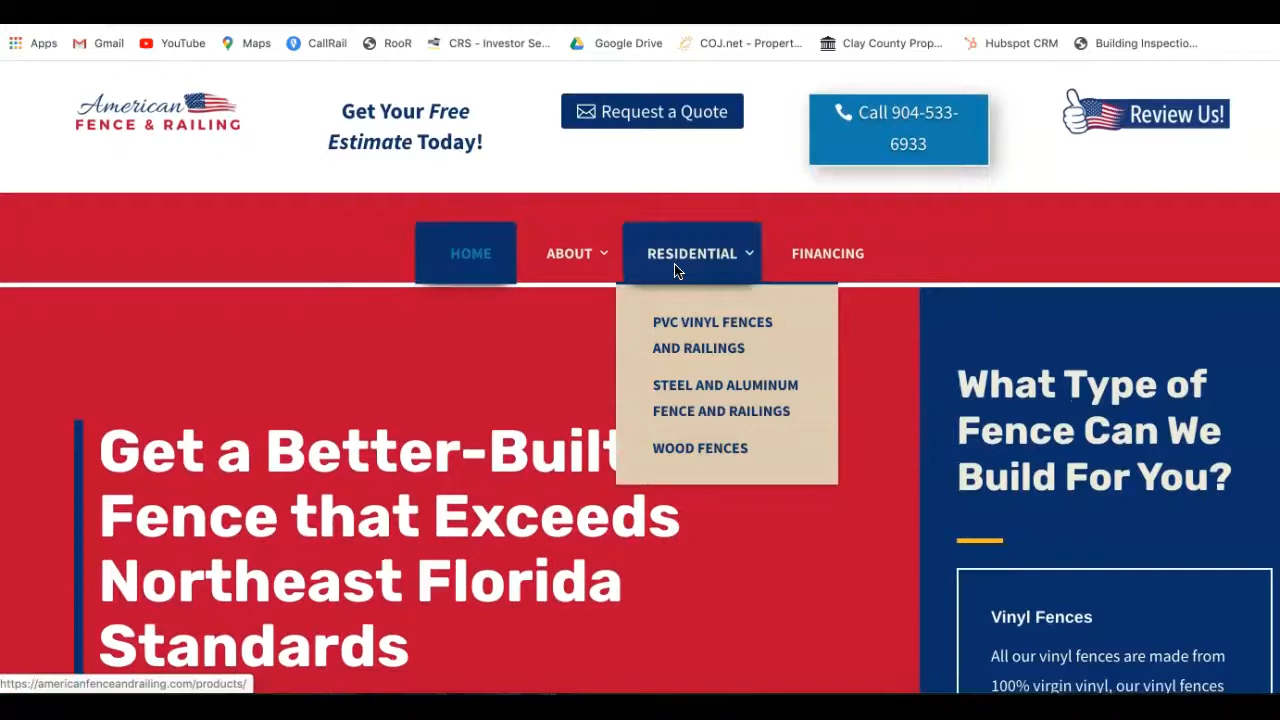 Apps Gmail YouTube Maps CallRail RooR CRS - Investor Se... Google Drive COJ.net - Propert... Clay County Prop... Hubspot CRM Building Inspectio...
American
FENCE & RAILING
Get Your Free
Estimate Today!
Request a Quote
Call 904-533-
6933
Review Us!
HOME ABOUT RESIDENTIAL FINANCING
PVC VINYL FENCES
AND RAILINGS
STEEL AND ALUMINUM
FENCE AND RAILINGS
WOOD FENCES
Get a Better-Built
Fence that Exceeds
Northeast Florida
Standards
What Type of
Fence Can We
Build For You?
Vinyl Fences
All our vinyl fences are made from
100% virgin vinyl, our vinyl fences
https://americanfenceandrailing.com/products/